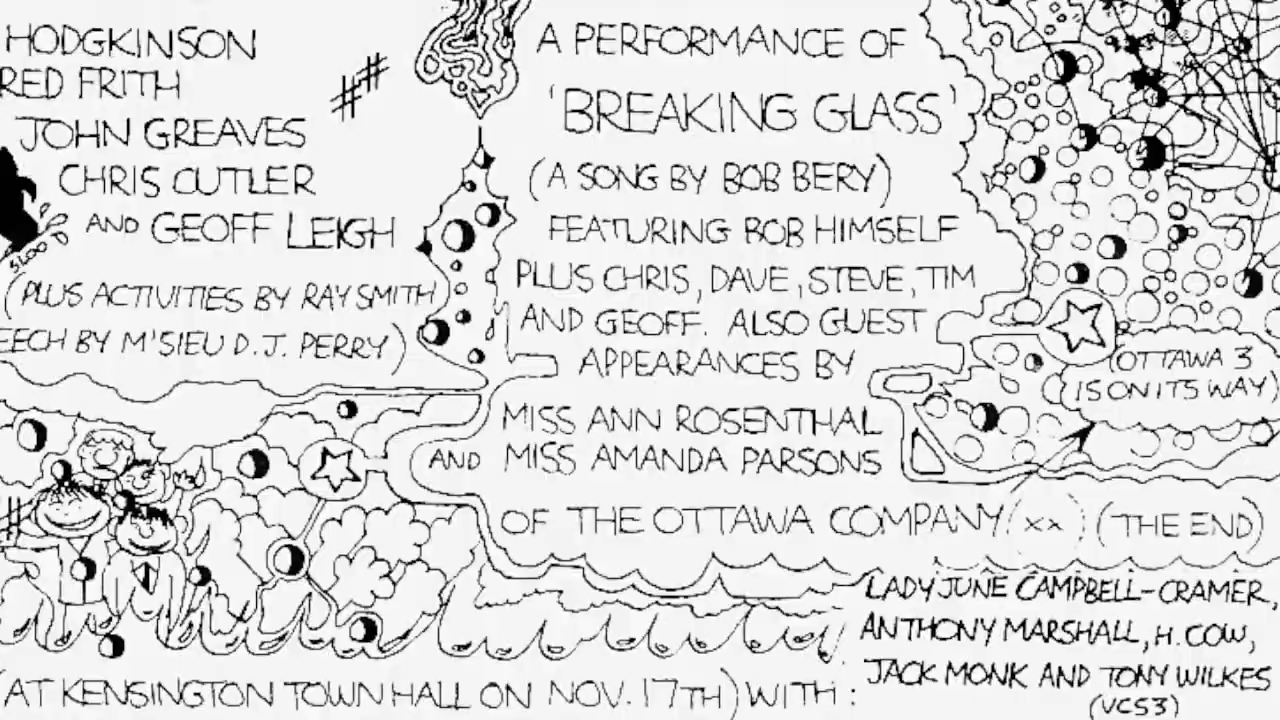 HODGKINSON
RED FRITH
JOHN GREAVES
CHRIS CUTLER
AND GEOFF LEIGH
(PLUS ACTIVITIES BY RAY SMITH)
EECH BY M'SIEU D.J. PERRY)
A PERFORMANCE OF
'BREAKING GLASS'
(A SONG BY BOB BERY)
FEATURING BOB HIMSELF
PLUS CHRIS, DAVE, STEVE, TIM
AND GEOFF. ALSO GUEST
APPEARANCES BY
MISS ANN ROSENTHAL
AND MISS AMANDA PARSONS
OF THE OTTAWA COMPANY (xx) (THE END)
(OTTAWA 3
IS ON ITS WAY)
(AT KENSINGTON TOWN HALL ON NOV. 17TH) WITH:
LADY JUNE CAMPBELL-CRAMER,
ANTHONY MARSHALL, H. COW,
JACK MONK AND TONY WILKES
(VCS3)